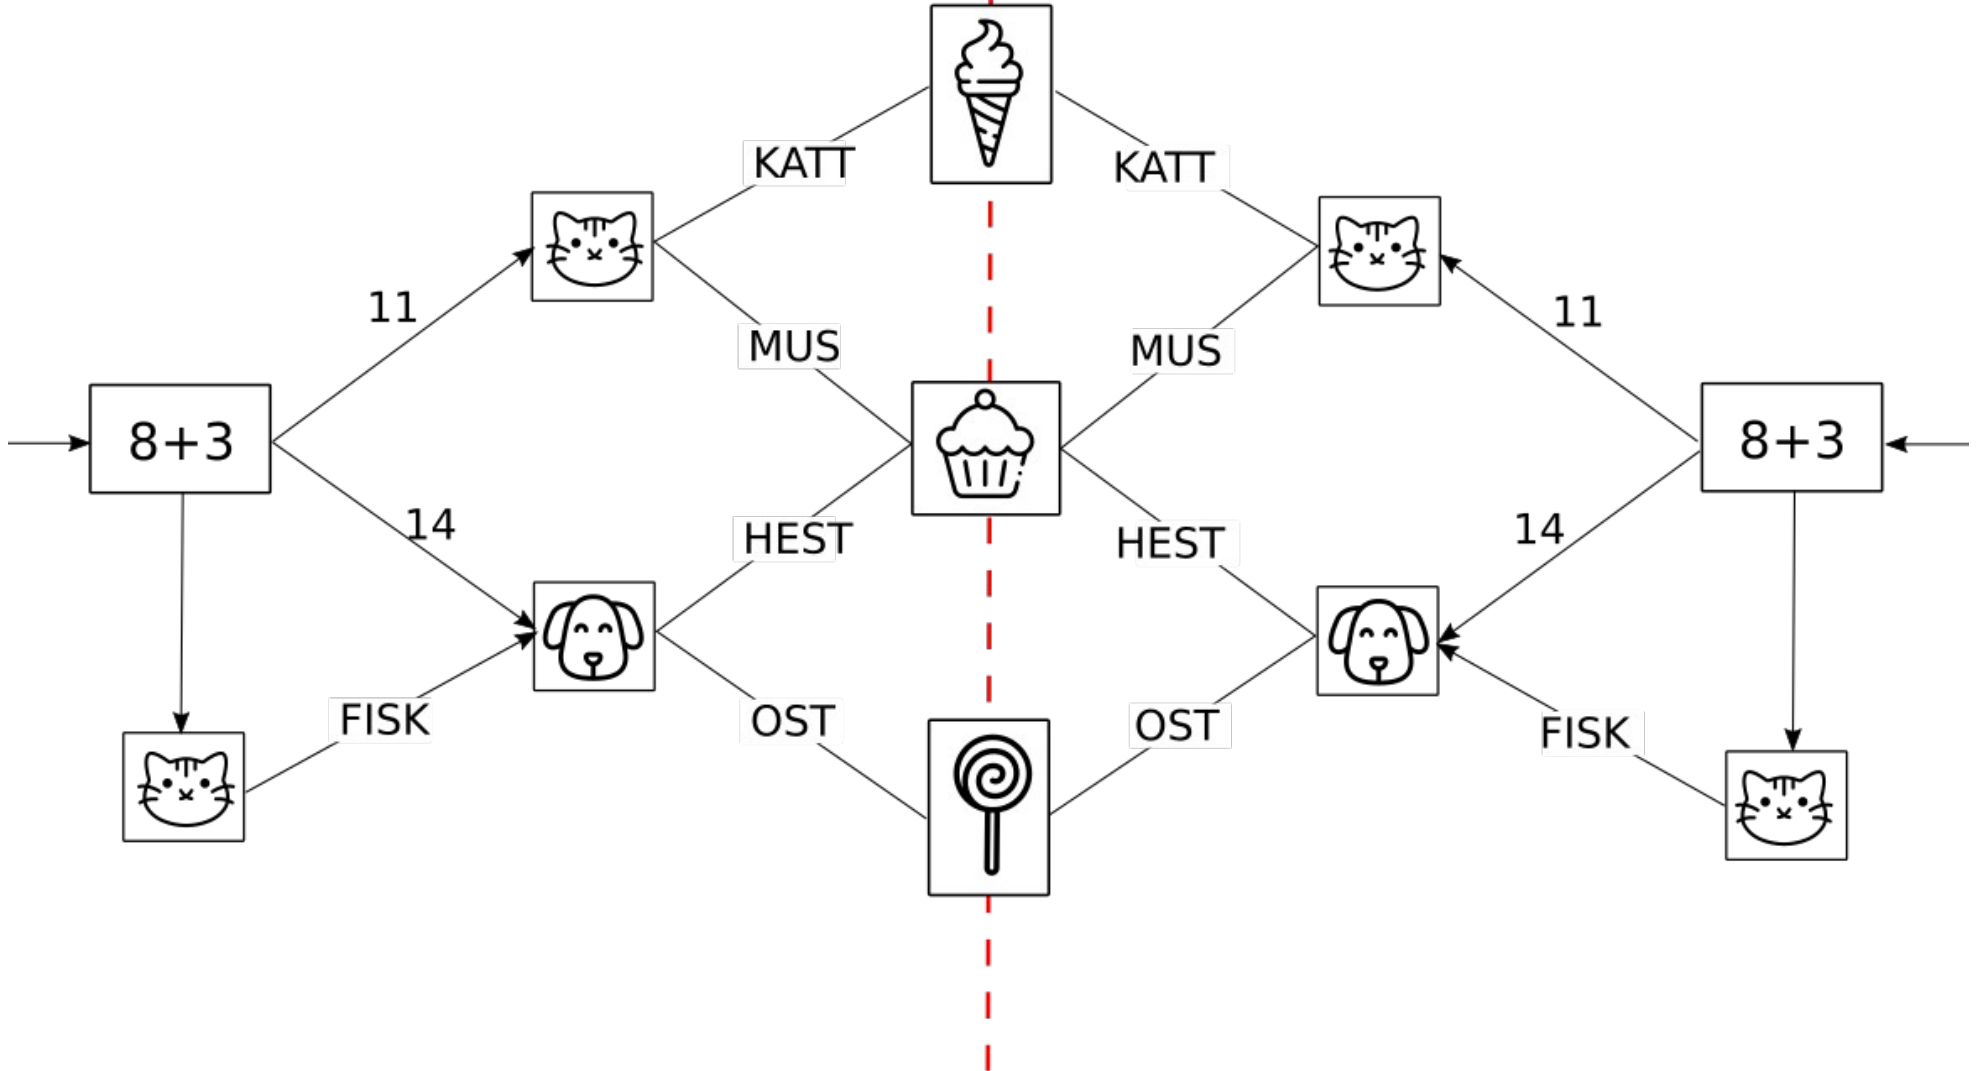 KATT
KATT
11
11
MUS
MUS
8+3
8+3
14
14
HEST
HEST
FISK
OST
OST
FISK